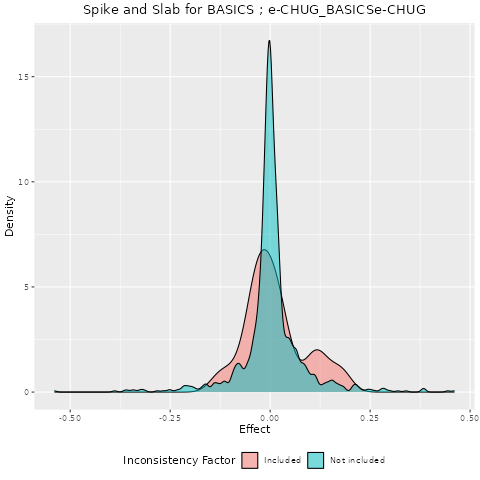 Spike and Slab for BASICS ; e-CHUG_BASICSe-CHUG
Density
15
10
5
0
-0.50 -0.25 0.00 0.25 0.50
Effect
Inconsistency Factor Included Not included